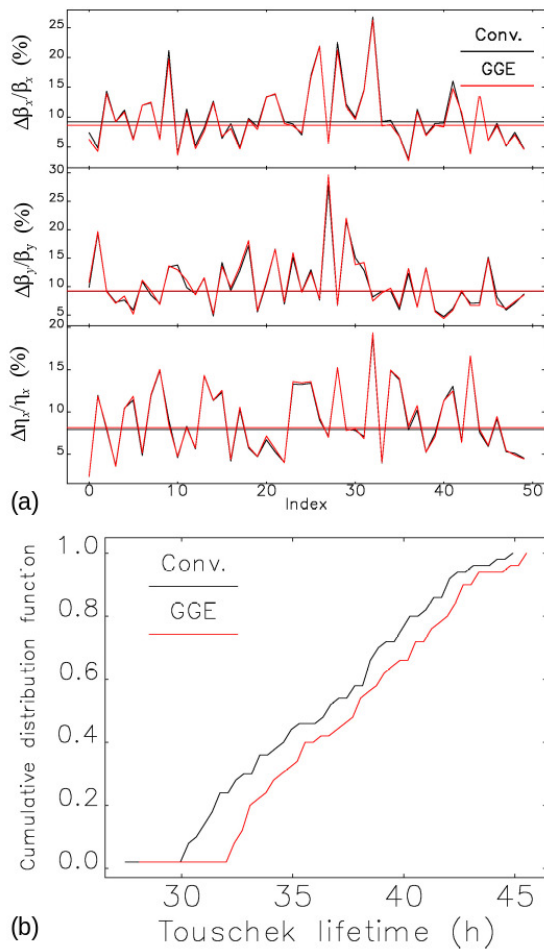 25
20
15
10
5
Δβx/βx (%)
Conv.
GGE
30
25
20
15
10
5
Δβy/βy (%)
20
15
10
5
Δηx/ηx (%)
0 10 20 30 40 50
Index
(a)
1.0
0.8
0.6
0.4
0.2
0.0
Cumulative distribution function
Conv.
GGE
30 35 40 45
Touschek lifetime (h)
(b)